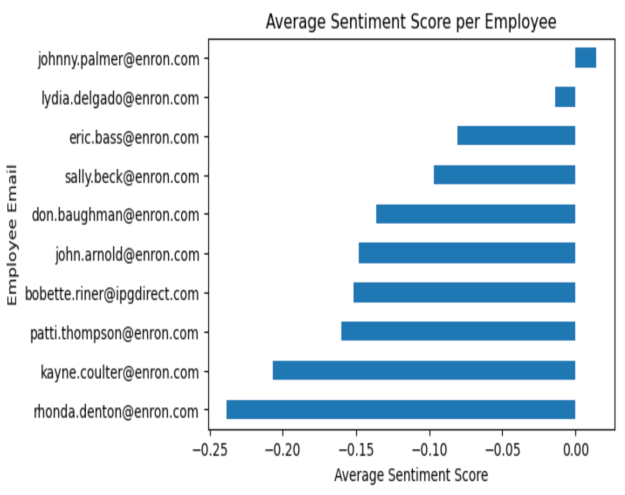 Average Sentiment Score per Employee
johnny.palmer@enron.com
lydia.delgado@enron.com
eric.bass@enron.com
sally.beck@enron.com
don.baughman@enron.com
john.arnold@enron.com
bobette.riner@ipgdirect.com
patti.thompson@enron.com
kayne.coulter@enron.com
rhonda.denton@enron.com
Employee Email
−0.25 −0.20 −0.15 −0.10 −0.05 0.00
Average Sentiment Score